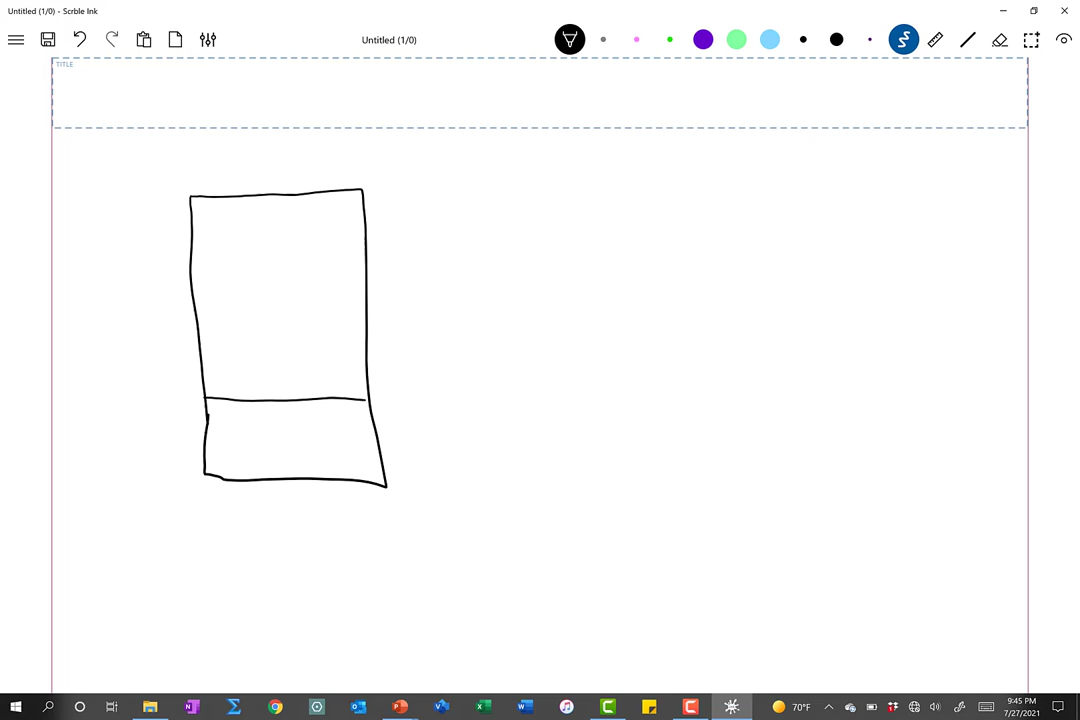 Untitled (1/0) - Scrble Ink
Untitled (1/0)
TITLE
70°F
9:45 PM
7/27/2021